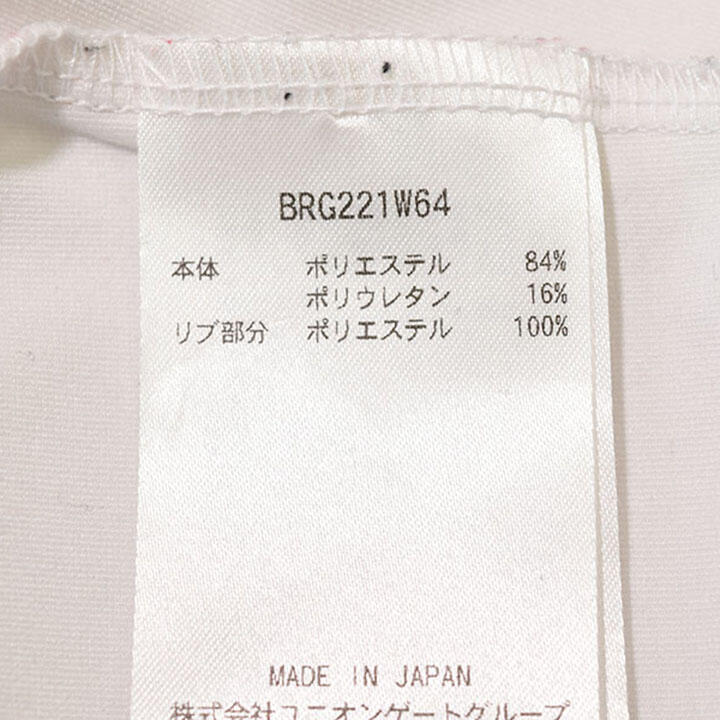 BRG221W64
本体 ポリエステル 84%
ポリウレタン 16%
リブ部分 ポリエステル 100%
MADE IN JAPAN
株式会社ユニオンゲートグループ